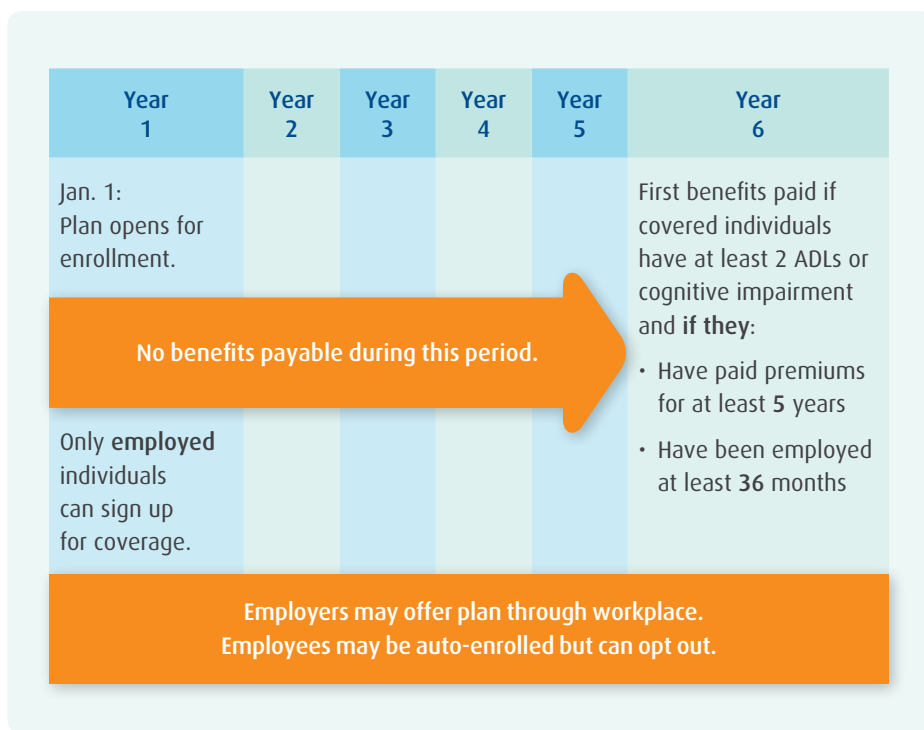 Year
1
Year
2
Year
3
Year
4
Year
5
Year
6
Jan. 1:
Plan opens for
enrollment.
No benefits payable during this period.
Only employed
individuals
can sign up
for coverage.
First benefits paid if
covered individuals
have at least 2 ADLs or
cognitive impairment
and if they:
• Have paid premiums
for at least 5 years
• Have been employed
at least 36 months
Employers may offer plan through workplace.
Employees may be auto-enrolled but can opt out.